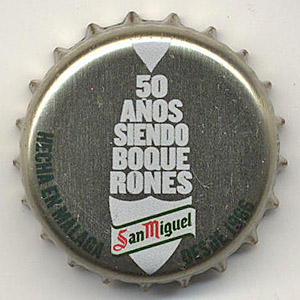 50
AÑOS
SIENDO
BOQUE
RONES
San Miguel
HECHA EN MÁLAGA
DESDE 1966